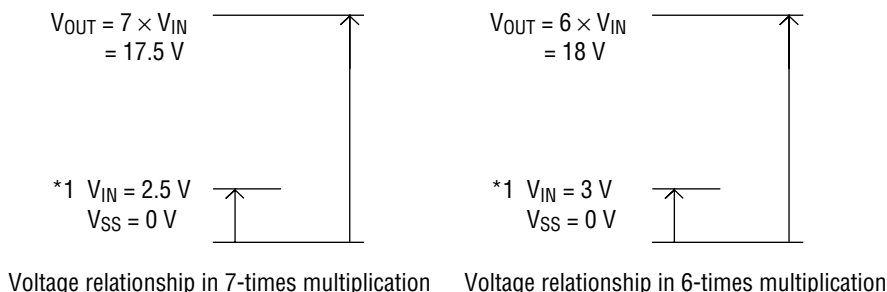 VOUT = 7 × VIN
= 17.5 V
*1 VIN = 2.5 V
VSS = 0 V
Voltage relationship in 7-times multiplication
VOUT = 6 × VIN
= 18 V
*1 VIN = 3 V
VSS = 0 V
Voltage relationship in 6-times multiplication